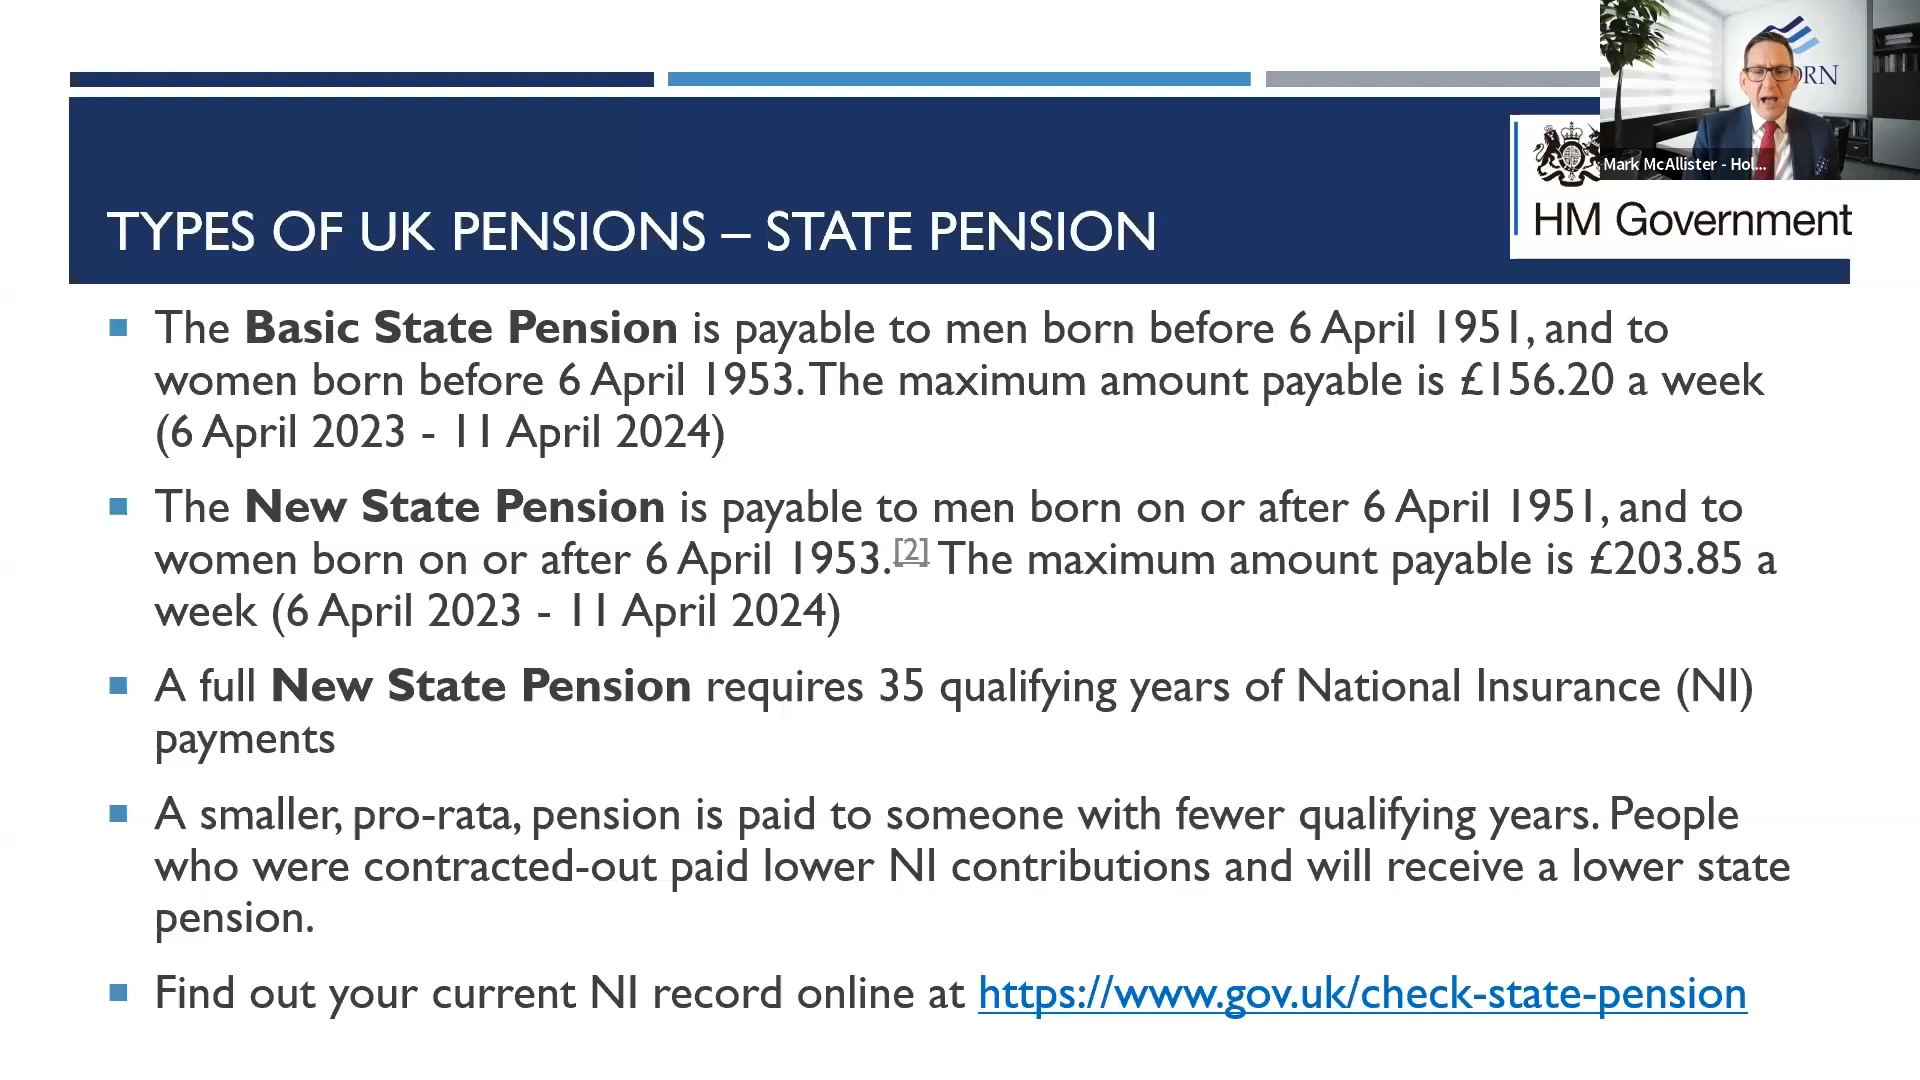 ORN
Mark McAllister - Hol...
HM Government
TYPES OF UK PENSIONS – STATE PENSION
▪ The Basic State Pension is payable to men born before 6 April 1951, and to
women born before 6 April 1953. The maximum amount payable is £156.20 a week
(6 April 2023 - 11 April 2024)
▪ The New State Pension is payable to men born on or after 6 April 1951, and to
women born on or after 6 April 1953.[2] The maximum amount payable is £203.85 a
week (6 April 2023 - 11 April 2024)
▪ A full New State Pension requires 35 qualifying years of National Insurance (NI)
payments
▪ A smaller, pro-rata, pension is paid to someone with fewer qualifying years. People
who were contracted-out paid lower NI contributions and will receive a lower state
pension.
▪ Find out your current NI record online at https://www.gov.uk/check-state-pension